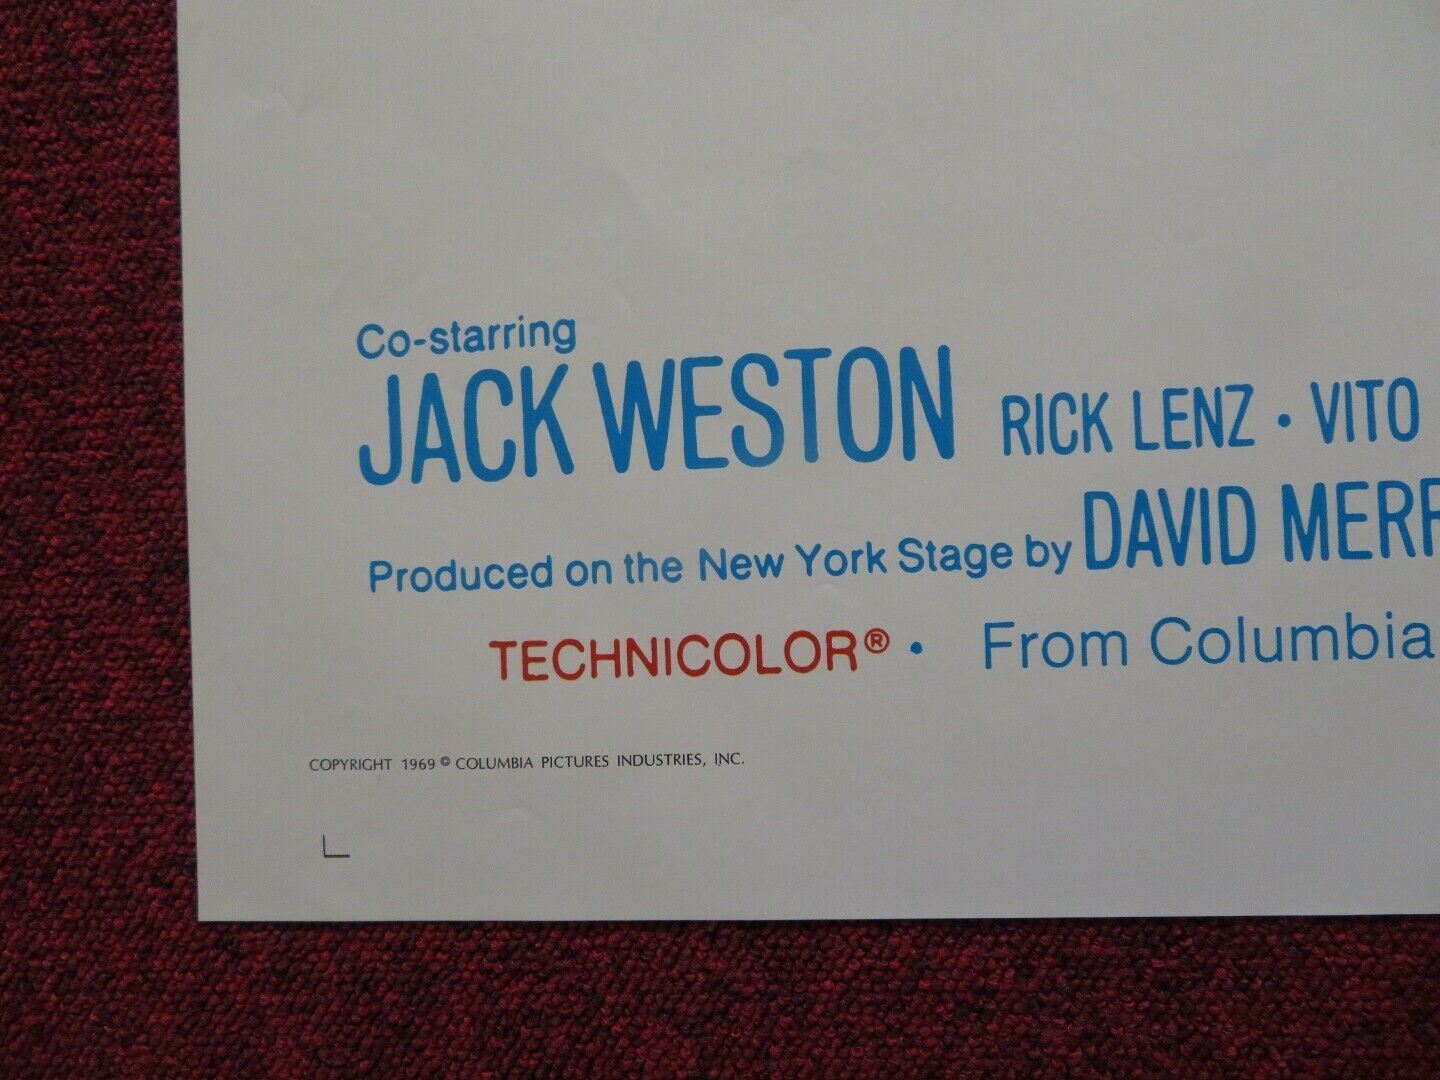 Co-starring
JACK WESTON RICK LENZ • VITO
Produced on the New York Stage by DAVID MERR
TECHNICOLOR® • From Columbia
COPYRIGHT 1969 © COLUMBIA PICTURES INDUSTRIES, INC.